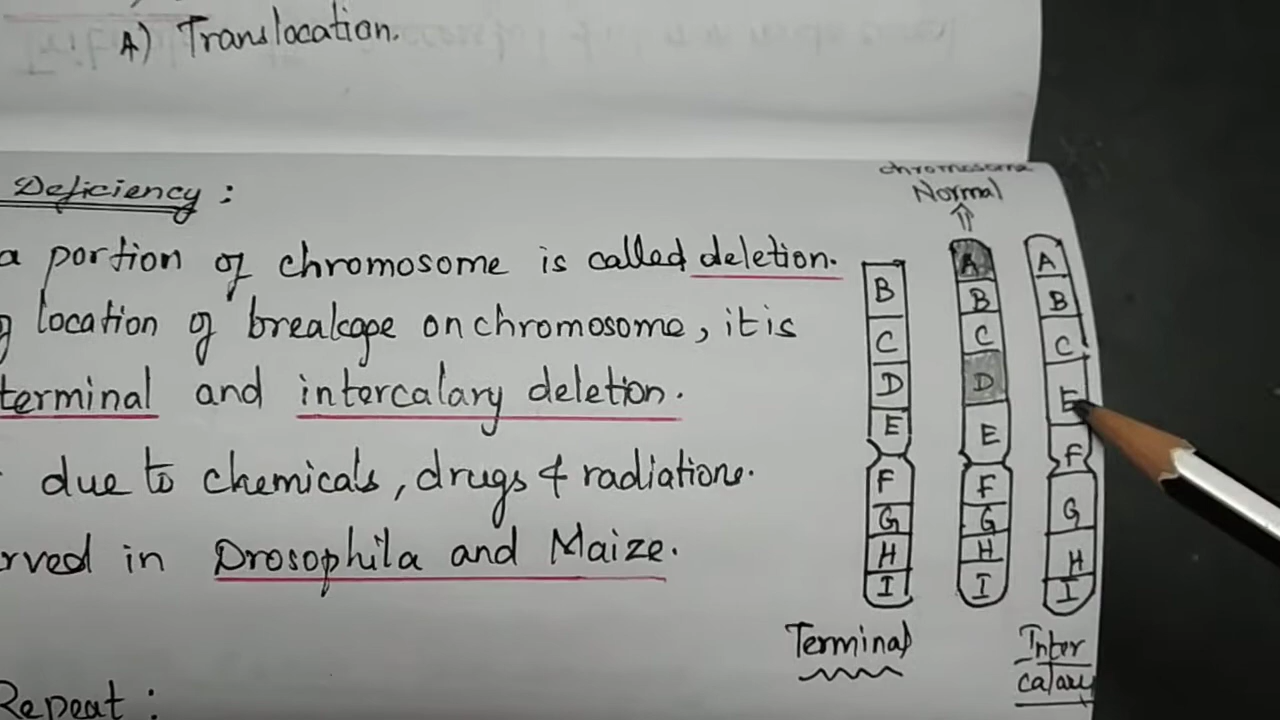 A) Translocation.
Deficiency :
a portion of chromosome is called deletion.
location of breakage on chromosome, it is
terminal and intercalary deletion.
due to chemicals, drugs & radiations.
rved in Drosophila and Maize.
Repeat :
chromosome
Normal
B
C
D
E
F
G
H
I
Terminal
A
B
C
D
E
F
G
H
I
A
B
C
E
F
G
H
I
Inter
calary